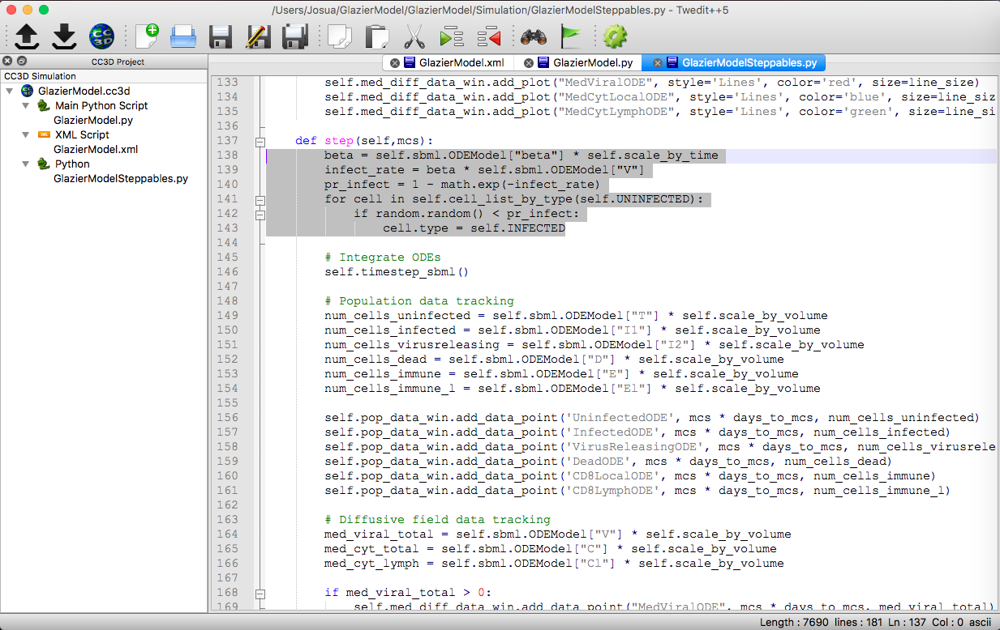 /Users/Josua/GlazierModel/GlazierModel/Simulation/GlazierModelSteppables.py - Twedit++5
CC3D
CC3D Project
GlazierModel.xml
GlazierModel.py
GlazierModelSteppables.py
CC3D Simulation
GlazierModel.cc3d
Main Python Script
GlazierModel.py
XML Script
GlazierModel.xml
Python
GlazierModelSteppables.py
133 self.med_diff_data_win.add_plot("MedViralODE", style='Lines', color='red', size=line_size)
134 self.med_diff_data_win.add_plot("MedCytLocalODE", style='Lines', color='blue', size=line_siz
135 self.med_diff_data_win.add_plot("MedCytLymphODE", style='Lines', color='green', size=line_si
136
137 def step(self,mcs):
138 beta = self.sbml.ODEModel["beta"] * self.scale_by_time
139 infect_rate = beta * self.sbml.ODEModel["V"]
140 pr_infect = 1 - math.exp(-infect_rate)
141 for cell in self.cell_list_by_type(self.UNINFECTED):
142 if random.random() < pr_infect:
143 cell.type = self.INFECTED
144
145 # Integrate ODEs
146 self.timestep_sbml()
147
148 # Population data tracking
149 num_cells_uninfected = self.sbml.ODEModel["T"] * self.scale_by_volume
150 num_cells_infected = self.sbml.ODEModel["I1"] * self.scale_by_volume
151 num_cells_virusreleasing = self.sbml.ODEModel["I2"] * self.scale_by_volume
152 num_cells_dead = self.sbml.ODEModel["D"] * self.scale_by_volume
153 num_cells_immune = self.sbml.ODEModel["E"] * self.scale_by_volume
154 num_cells_immune_l = self.sbml.ODEModel["El"] * self.scale_by_volume
155
156 self.pop_data_win.add_data_point('UninfectedODE', mcs * days_to_mcs, num_cells_uninfected)
157 self.pop_data_win.add_data_point('InfectedODE', mcs * days_to_mcs, num_cells_infected)
158 self.pop_data_win.add_data_point('VirusReleasingODE', mcs * days_to_mcs, num_cells_virusrele
159 self.pop_data_win.add_data_point('DeadODE', mcs * days_to_mcs, num_cells_dead)
160 self.pop_data_win.add_data_point('CD8LocalODE', mcs * days_to_mcs, num_cells_immune)
161 self.pop_data_win.add_data_point('CD8LymphODE', mcs * days_to_mcs, num_cells_immune_l)
162
163 # Diffusive field data tracking
164 med_viral_total = self.sbml.ODEModel["V"] * self.scale_by_volume
165 med_cyt_total = self.sbml.ODEModel["C"] * self.scale_by_volume
166 med_cyt_lymph = self.sbml.ODEModel["Cl"] * self.scale_by_volume
167
168 if med_viral_total > 0:
169 self.med_diff_data_win.add_data_point("MedViralODE", mcs * days_to_mcs, med_viral_total)
Length : 7690 lines : 181 Ln : 137 Col : 0 ascii